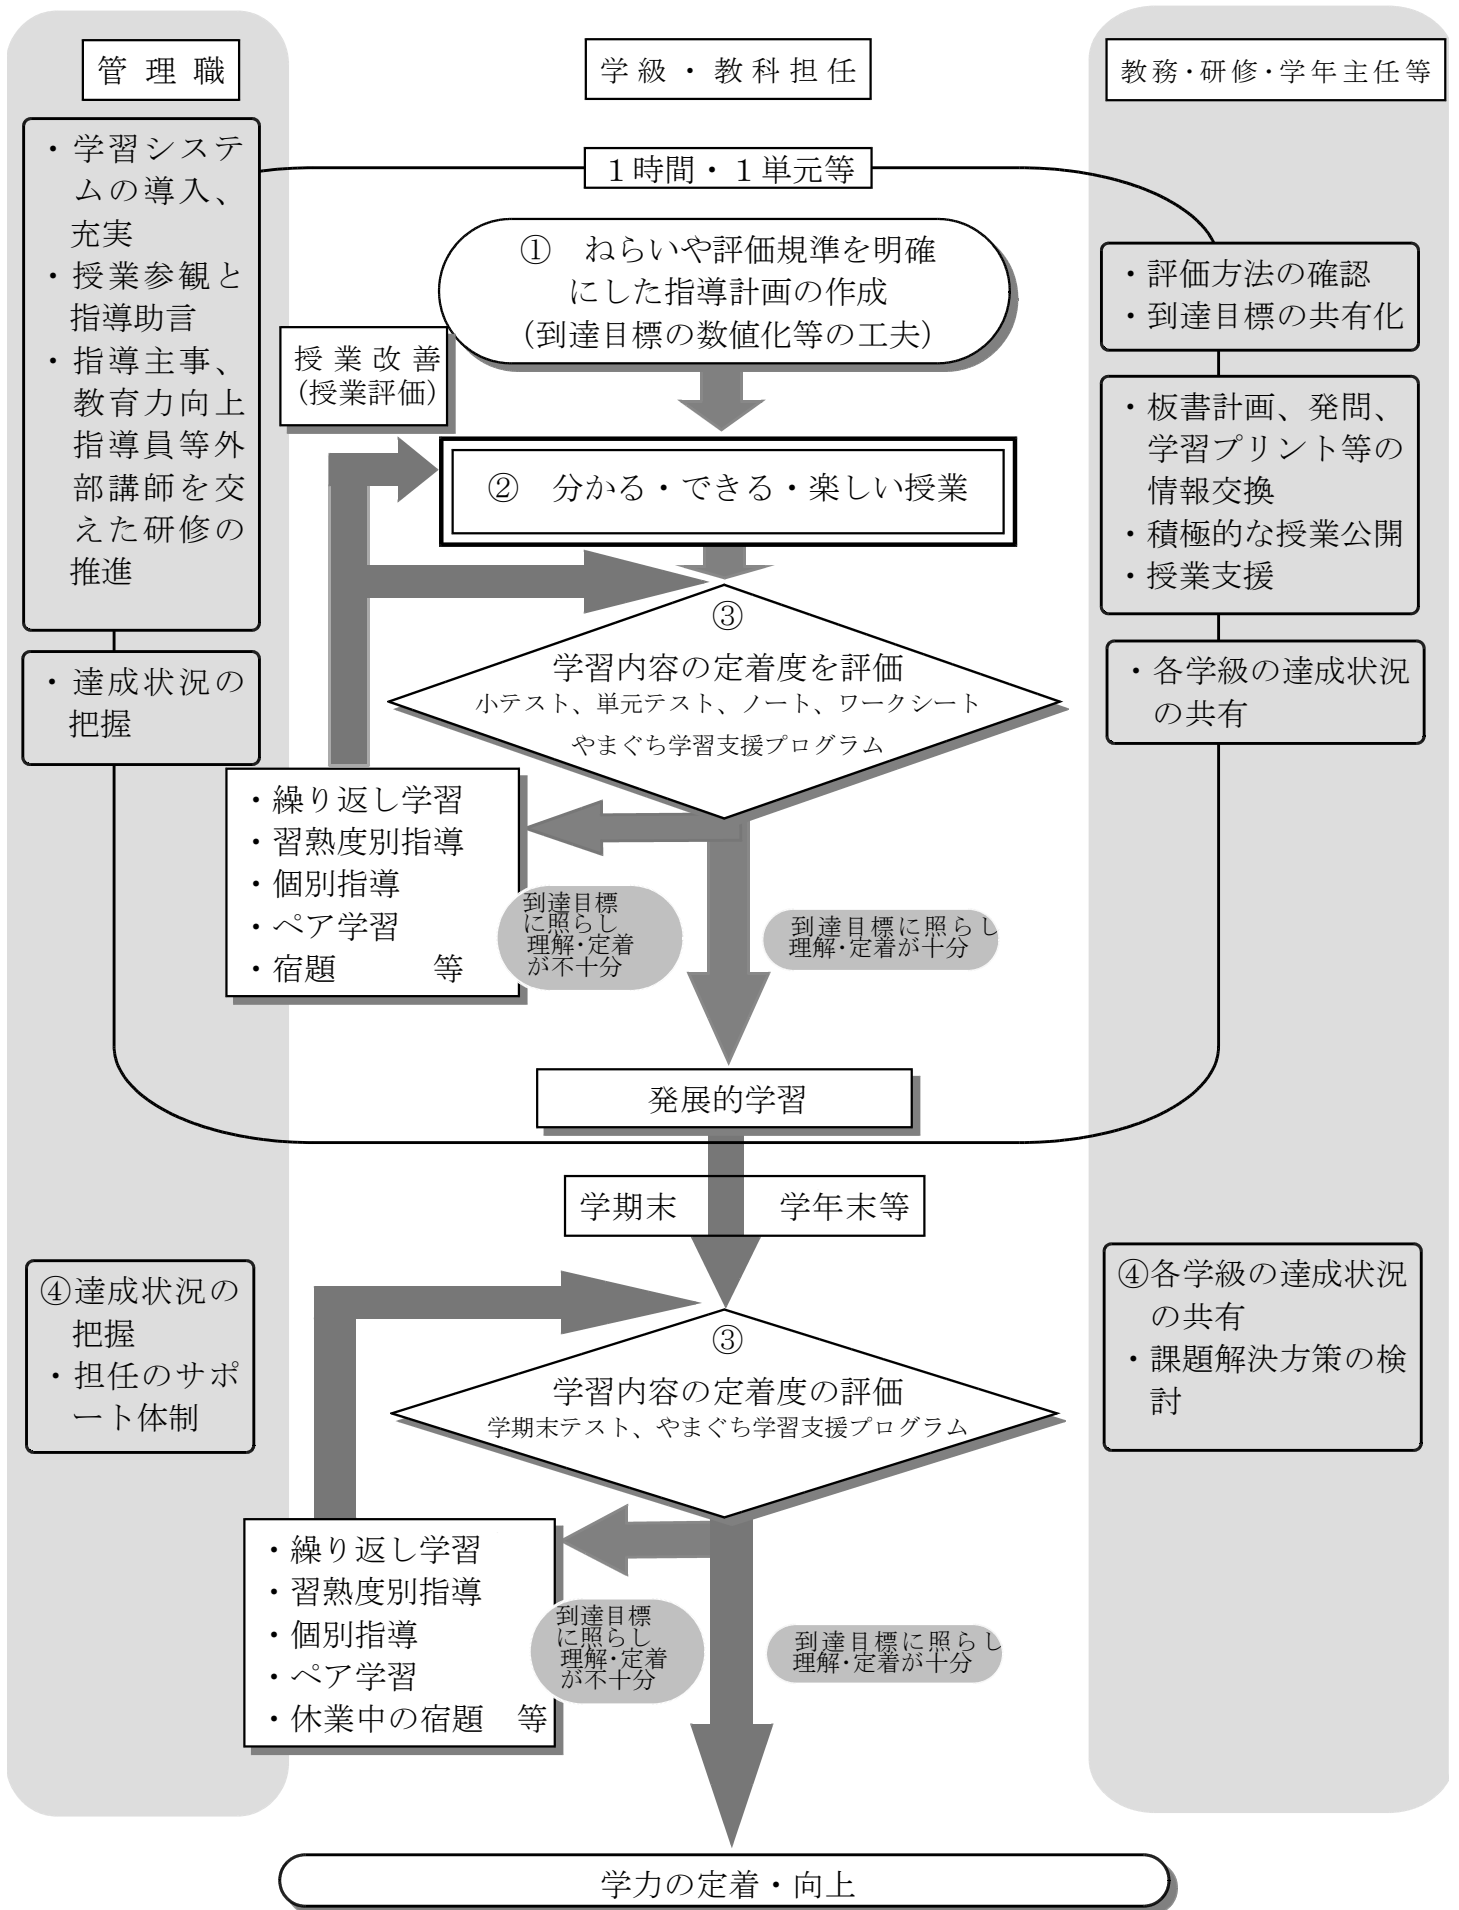 管理職
学級・教科担任
教務・研修・学年主任等
・学習システ
ムの導入、
充実
・授業参観と
指導助言
・指導主事、
教育力向上
指導員等外
部講師を交
えた研修の
推進
・達成状況の
把握
１時間・１単元等
①　ねらいや評価規準を明確
にした指導計画の作成
（到達目標の数値化等の工夫）
授業改善
（授業評価）
②　分かる・できる・楽しい授業
③
学習内容の定着度を評価
小テスト、単元テスト、ノート、ワークシート
やまぐち学習支援プログラム
・評価方法の確認
・到達目標の共有化
・板書計画、発問、
学習プリント等の
情報交換
・積極的な授業公開
・授業支援
・各学級の達成状況
の共有
・繰り返し学習
・習熟度別指導
・個別指導
・ペア学習
・宿題　　　等
到達目標
に照らし
理解・定着
が不十分
到達目標に照らし
理解・定着が十分
発展的学習
学期末　　　学年末等
④達成状況の
把握
・担任のサポ
ート体制
③
学習内容の定着度の評価
学期末テスト、やまぐち学習支援プログラム
④各学級の達成状況
の共有
・課題解決方策の検
討
・繰り返し学習
・習熟度別指導
・個別指導
・ペア学習
・休業中の宿題　等
到達目標
に照らし
理解・定着
が不十分
到達目標に照らし
理解・定着が十分
学力の定着・向上